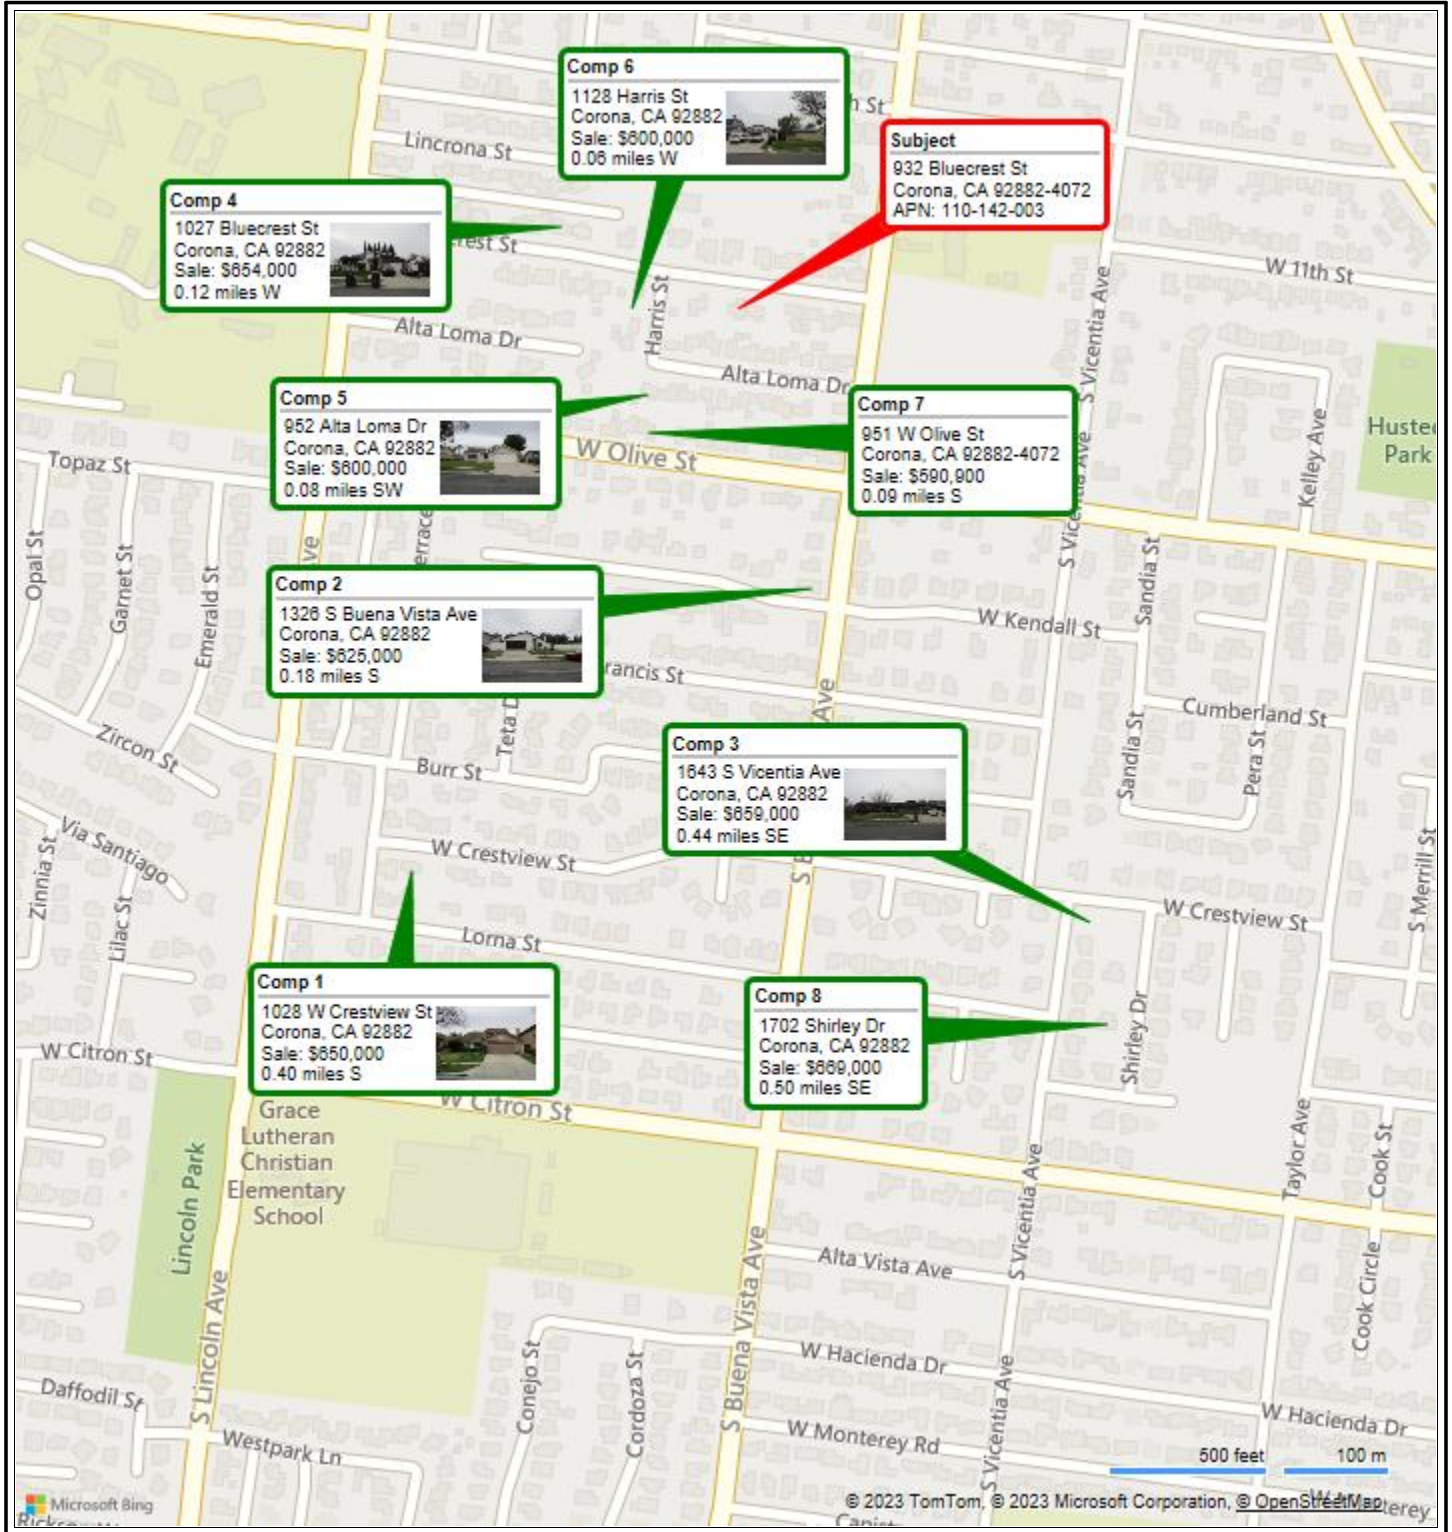 Comp 6
1128 Harris St
Corona, CA 92882
Sale: $600,000
0.06 miles W
h St
Lincrona St
Subject
932 Bluecrest St
Corona, CA 92882-4072
APN: 110-142-003
Comp 4
1027 Bluecrest St
Corona, CA 92882
Sale: $654,000
0.12 miles W
crest St
W 11th St
Harris St
S Vicentia Ave
Alta Loma Dr
Alta Loma Dr
Comp 5
952 Alta Loma Dr
Corona, CA 92882
Sale: $600,000
0.08 miles SW
Comp 7
951 W Olive St
Corona, CA 92882-4072
Sale: $590,900
0.09 miles S
Kelley Ave
Park
W Olive St
Topaz St
S Vicentia Ave
Opal St
Garnet St
Emerald St
errace
Ave
Sandia St
Comp 2
1326 S Buena Vista Ave
Corona, CA 92882
Sale: $625,000
0.18 miles S
W Kendall St
rancis St
Ave
Cumberland St
Teta D
Zircon St
Burr St
Sandia St
Pera St
Comp 3
1643 S Vicentia Ave
Corona, CA 92882
Sale: $659,000
0.44 miles SE
Via Santiago
W Crestview St
S B
Zinnia St
Lilac St
W Crestview St
S Merrill St
Lorna St
Comp 1
1028 W Crestview St
Corona, CA 92882
Sale: $650,000
0.40 miles S
Comp 8
1702 Shirley Dr
Corona, CA 92882
Sale: $669,000
0.50 miles SE
Shirley Dr
W Citron St
W Citron St
Grace
Lutheran
Christian
Elementary
School
Lincoln Park
Taylor Ave
Cook St
S Vicentia Ave
Alta Vista Ave
Cook Circle
S Lincoln Ave
S Buena Vista Ave
W Hacienda Dr
Conejo St
Cordoza St
S Vicentia Ave
Daffodil St
W Hacienda Dr
Westpark Ln
W Monterey Rd
500 feet
100 m
Microsoft Bing
© 2023 TomTom, © 2023 Microsoft Corporation, © OpenStreetMap